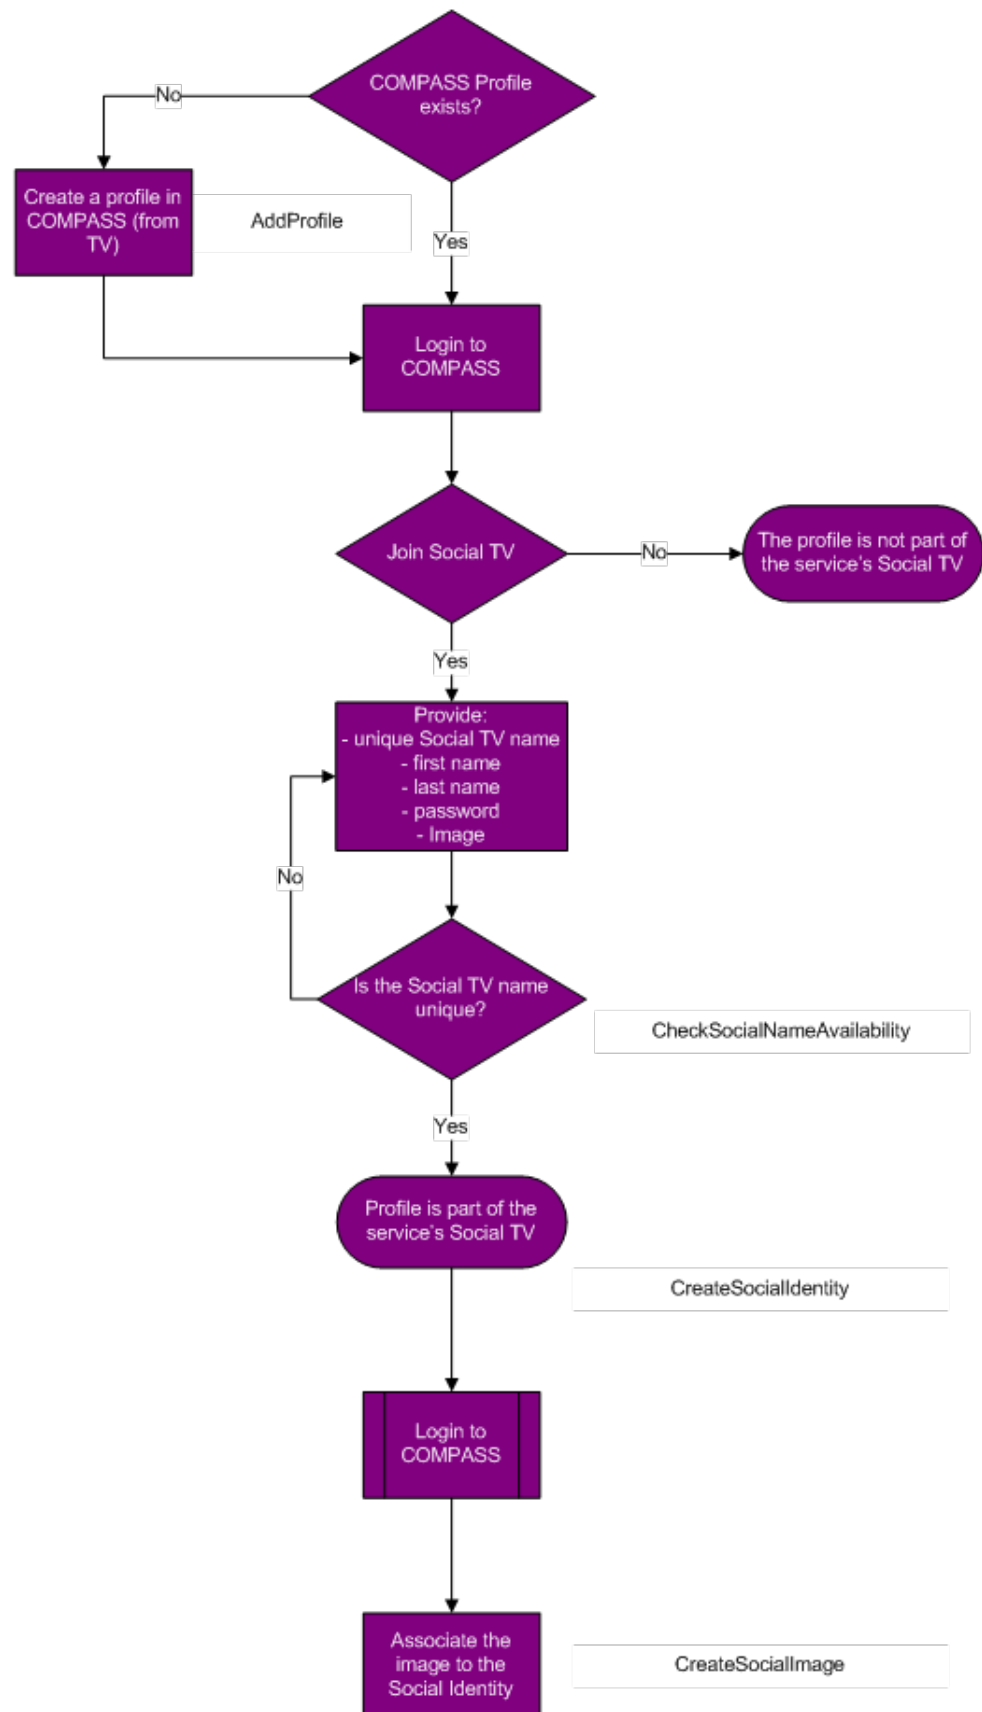 COMPASS Profile
exists?
No
Create a profile in
COMPASS (from
TV)
AddProfile
Yes
Login to
COMPASS
Join Social TV
No
The profile is not part of
the service's Social TV
Yes
Provide:
- unique Social TV name
- first name
- last name
- password
- Image
No
Is the Social TV name
unique?
CheckSocialNameAvailability
Yes
Profile is part of the
service's Social TV
CreateSocialIdentity
Login to
COMPASS
Associate the
image to the
Social Identity
CreateSocialImage